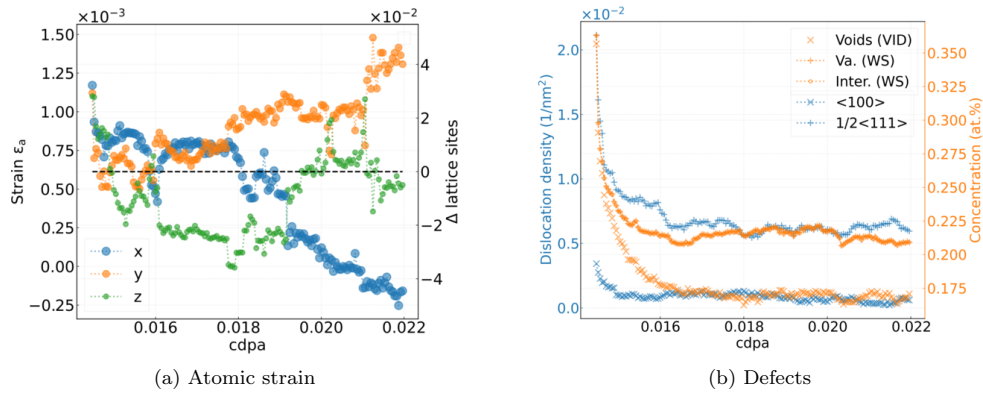 ×10⁻³
×10⁻²
1.50
1.25
1.00
0.75
0.50
0.25
0.00
−0.25
Strain εₐ
4
2
0
−2
−4
Δ lattice sites
x
y
z
0.016
0.018
0.020
0.022
cdpa
(a) Atomic strain
×10⁻²
2.0
1.5
1.0
0.5
0.0
Dislocation density (1/nm²)
Voids (VID)
Va. (WS)
Inter. (WS)
<100>
1/2<111>
0.350
0.325
0.300
0.275
0.250
0.225
0.200
0.175
Concentration (at.%)
0.016
0.018
0.020
0.022
cdpa
(b) Defects